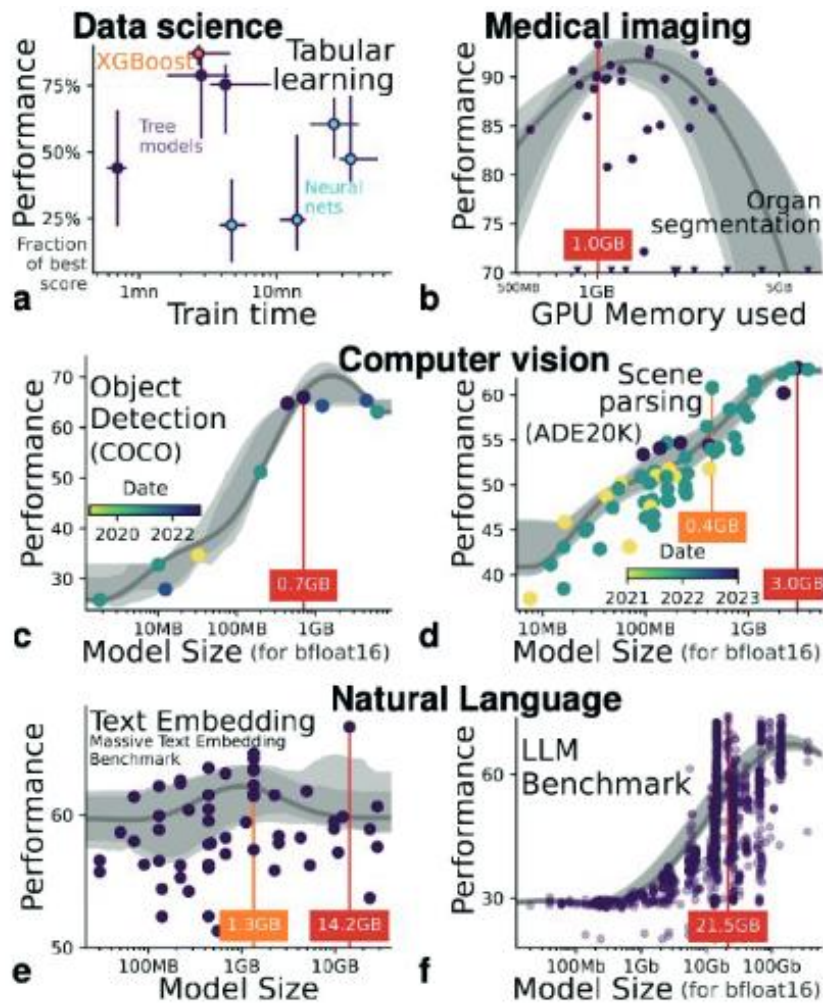 Data science
Performance
75%
50%
25%
XGBoost
Tabular
learning
Tree
models
Neural
nets
Fraction
of best
score
1mn
10mn
a
Train time
Medical imaging
Performance
90
85
80
75
70
Organ
segmentation
1.0GB
500MB
1GB
5GB
b
GPU Memory used
Computer vision
Performance
70
60
50
40
30
Object
Detection
(COCO)
Date
2020
2022
0.7GB
10MB
100MB
1GB
c
Model Size (for bfloat16)
Performance
60
55
50
45
40
Scene
parsing
(ADE20K)
0.4GB
Date
2021
2022
2023
3.0GB
10MB
100MB
1GB
d
Model Size (for bfloat16)
Natural Language
Performance
60
50
Text Embedding
Massive Text Embedding
Benchmark
1.3GB
14.2GB
100MB
1GB
10GB
e
Model Size
Performance
60
30
LLM
Benchmark
21.5GB
100Mb
1Gb
10Gb
100Gb
f
Model Size (for bfloat16)